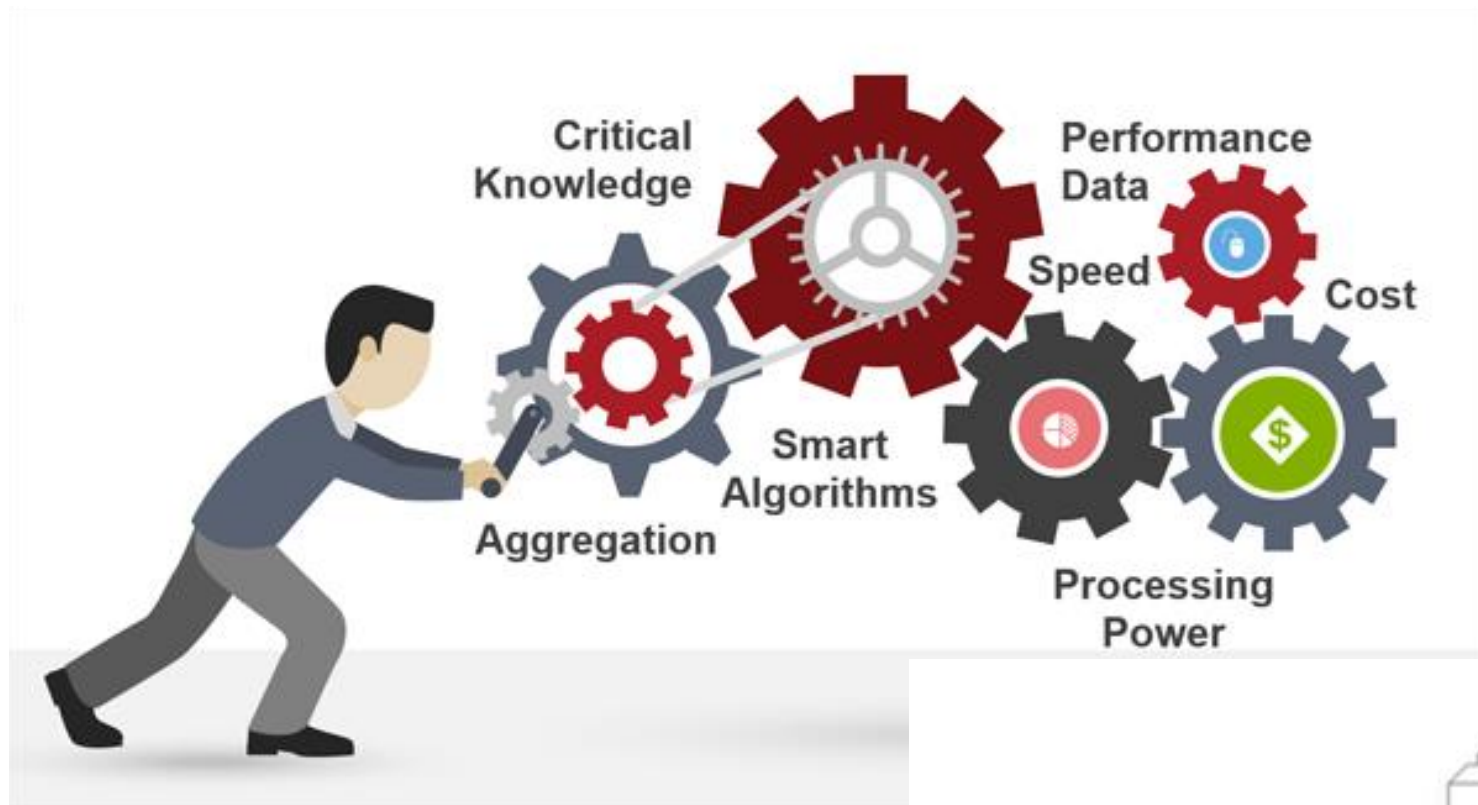 Critical
Knowledge
Performance
Data
Speed
Cost
Smart
Algorithms
Aggregation
Processing
Power
$